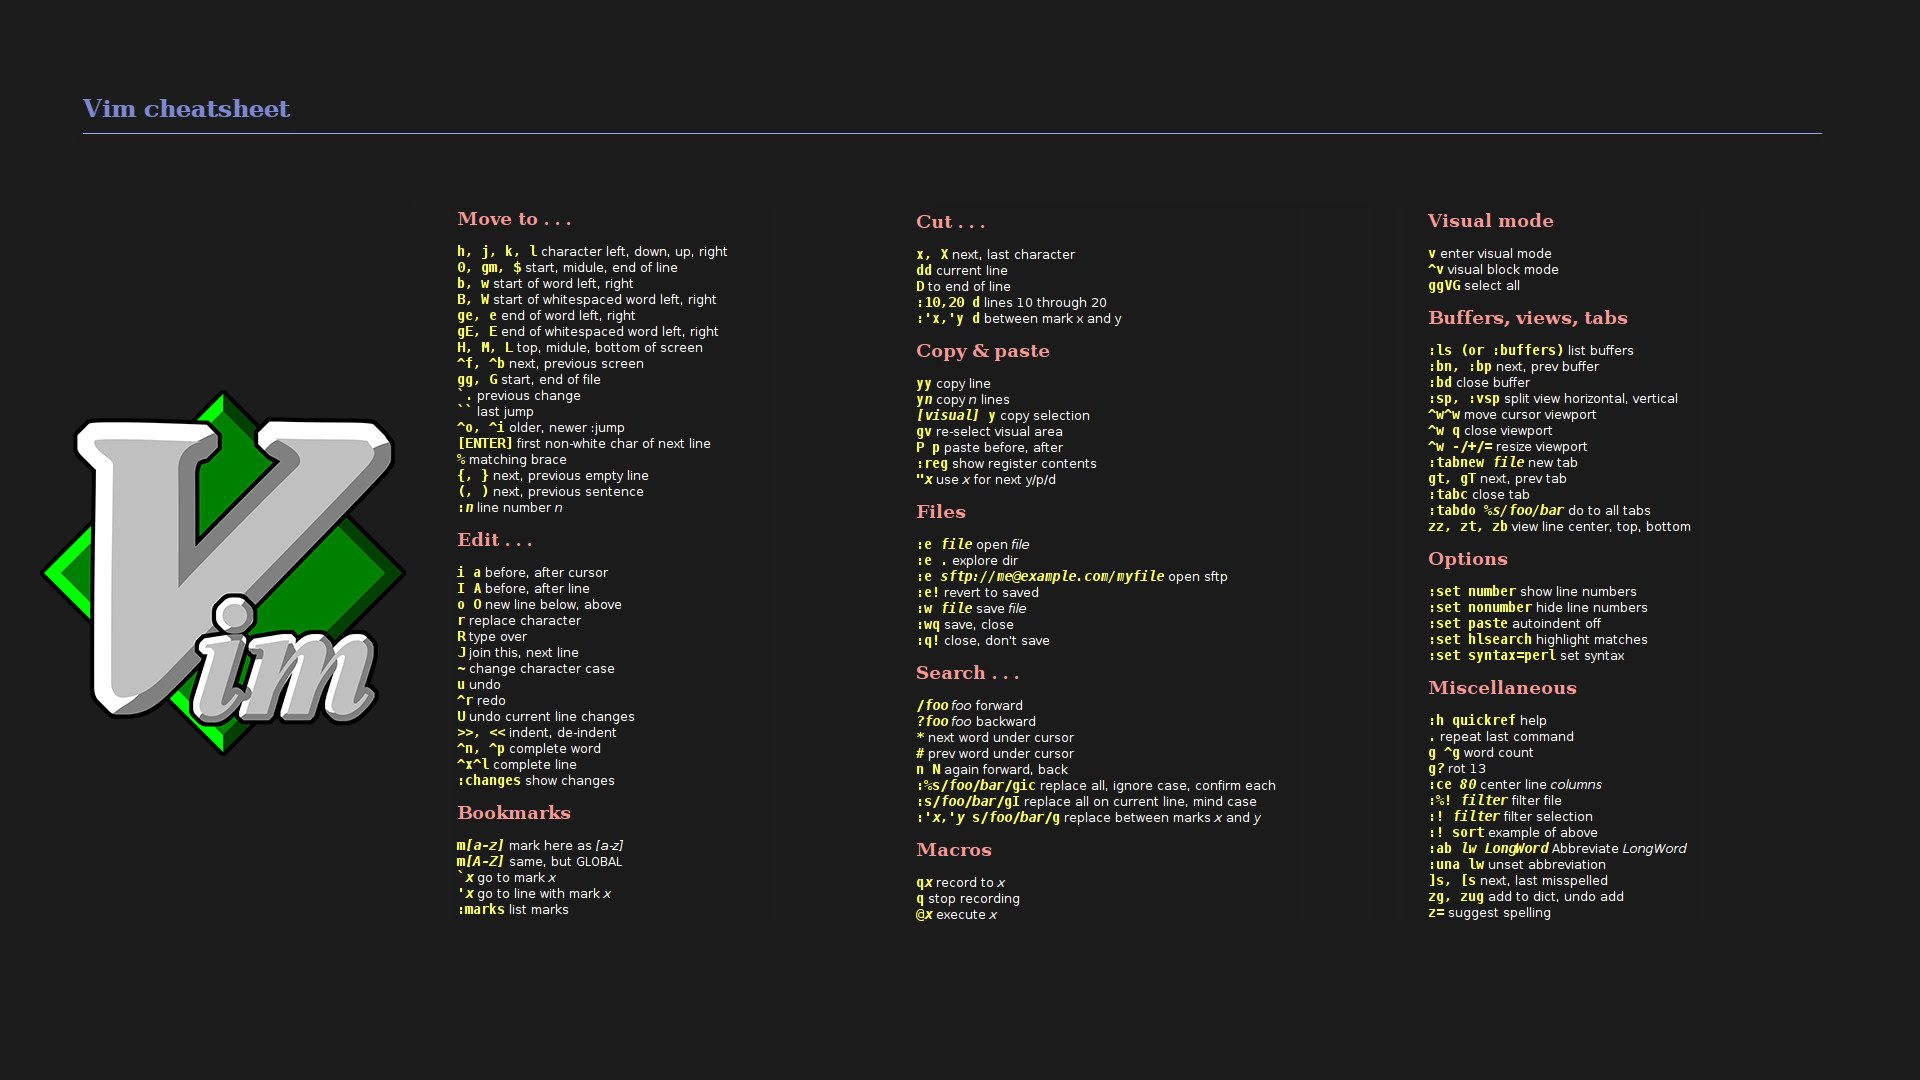 Vim cheatsheet
Vim
Move to . . .
h, j, k, l character left, down, up, right
0, gm, $ start, midule, end of line
b, w start of word left, right
B, W start of whitespaced word left, right
ge, e end of word left, right
gE, E end of whitespaced word left, right
H, M, L top, midule, bottom of screen
^f, ^b next, previous screen
gg, G start, end of file
`. previous change
`` last jump
^o, ^i older, newer :jump
[ENTER] first non-white char of next line
% matching brace
{, } next, previous empty line
(, ) next, previous sentence
:n line number n
Edit . . .
i a before, after cursor
I A before, after line
o O new line below, above
r replace character
R type over
J join this, next line
~ change character case
u undo
^r redo
U undo current line changes
>>, << indent, de-indent
^n, ^p complete word
^x^l complete line
:changes show changes
Bookmarks
m[a-z] mark here as [a-z]
m[A-Z] same, but GLOBAL
`x go to mark x
'x go to line with mark x
:marks list marks
Cut . . .
x, X next, last character
dd current line
D to end of line
:10,20 d lines 10 through 20
:'x,'y d between mark x and y
Copy & paste
yy copy line
yn copy n lines
[visual] y copy selection
gv re-select visual area
P p paste before, after
:reg show register contents
"x use x for next y/p/d
Files
:e file open file
:e . explore dir
:e sftp://me@example.com/myfile open sftp
:e! revert to saved
:w file save file
:wq save, close
:q! close, don't save
Search . . .
/foo foo forward
?foo foo backward
* next word under cursor
# prev word under cursor
n N again forward, back
:%s/foo/bar/gic replace all, ignore case, confirm each
:s/foo/bar/gI replace all on current line, mind case
:'x,'y s/foo/bar/g replace between marks x and y
Macros
qx record to x
q stop recording
@x execute x
Visual mode
v enter visual mode
^v visual block mode
ggVG select all
Buffers, views, tabs
:ls (or :buffers) list buffers
:bn, :bp next, prev buffer
:bd close buffer
:sp, :vsp split view horizontal, vertical
^w^w move cursor viewport
^w q close viewport
^w -/+/= resize viewport
:tabnew file new tab
gt, gT next, prev tab
:tabc close tab
:tabdo %s/foo/bar do to all tabs
zz, zt, zb view line center, top, bottom
Options
:set number show line numbers
:set nonumber hide line numbers
:set paste autoindent off
:set hlsearch highlight matches
:set syntax=perl set syntax
Miscellaneous
:h quickref help
. repeat last command
g ^g word count
g? rot 13
:ce 80 center line columns
:%! filter filter file
:! filter filter selection
:! sort example of above
:ab lw LongWord Abbreviate LongWord
:una lw unset abbreviation
]s, [s next, last misspelled
zg, zug add to dict, undo add
z= suggest spelling